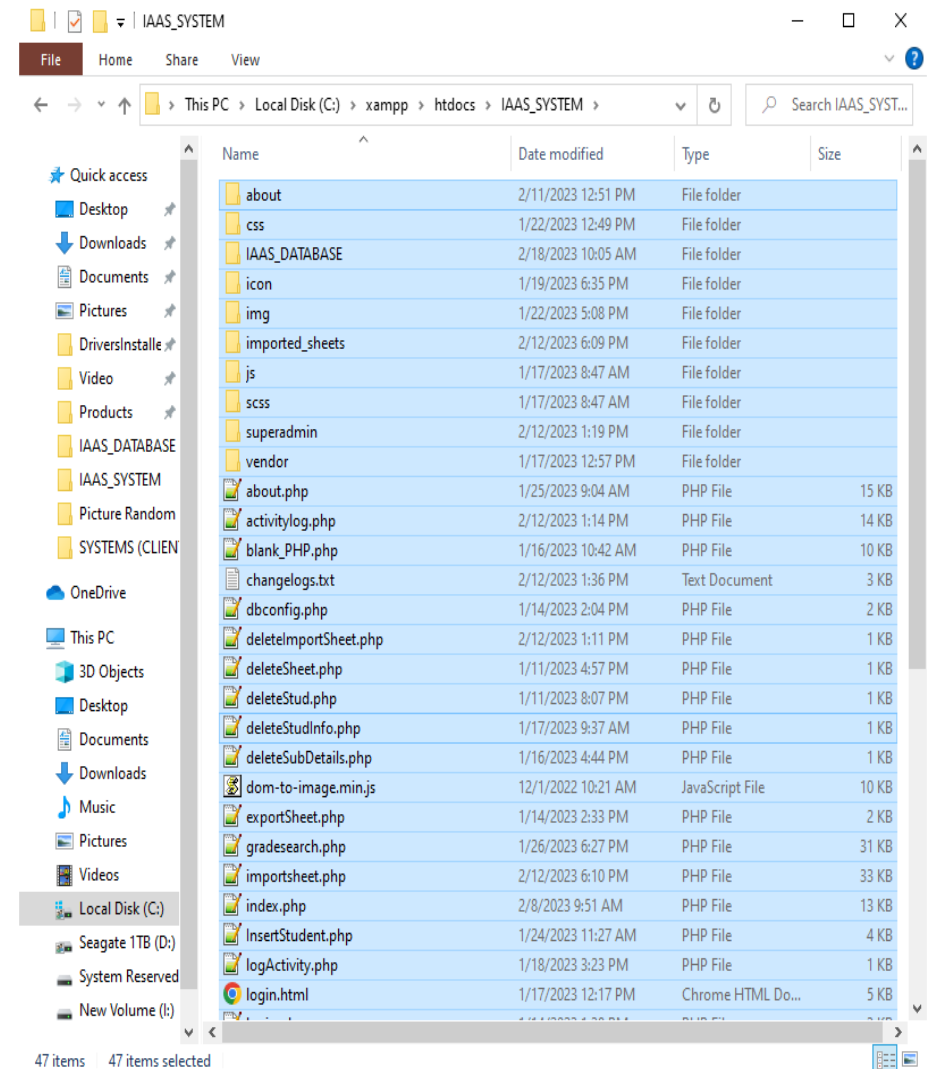 IAAS_SYSTEM
File Home Share View
This PC > Local Disk (C:) > xampp > htdocs > IAAS_SYSTEM >
Search IAAS_SYST...
Quick access
Desktop
Downloads
Documents
Pictures
DriversInstalle
Video
Products
IAAS_DATABASE
IAAS_SYSTEM
Picture Random
SYSTEMS (CLIEN
OneDrive
This PC
3D Objects
Desktop
Documents
Downloads
Music
Pictures
Videos
Local Disk (C:)
Seagate 1TB (D:)
System Reserved
New Volume (I:)
Name Date modified Type Size
about 2/11/2023 12:51 PM File folder
css 1/22/2023 12:49 PM File folder
IAAS_DATABASE 2/18/2023 10:05 AM File folder
icon 1/19/2023 6:35 PM File folder
img 1/22/2023 5:08 PM File folder
imported_sheets 2/12/2023 6:09 PM File folder
js 1/17/2023 8:47 AM File folder
scss 1/17/2023 8:47 AM File folder
superadmin 2/12/2023 1:19 PM File folder
vendor 1/17/2023 12:57 PM File folder
about.php 1/25/2023 9:04 AM PHP File 15 KB
activitylog.php 2/12/2023 1:14 PM PHP File 14 KB
blank_PHP.php 1/16/2023 10:42 AM PHP File 10 KB
changelogs.txt 2/12/2023 1:36 PM Text Document 3 KB
dbconfig.php 1/14/2023 2:04 PM PHP File 2 KB
deleteImportSheet.php 2/12/2023 1:11 PM PHP File 1 KB
deleteSheet.php 1/11/2023 4:57 PM PHP File 1 KB
deleteStud.php 1/11/2023 8:07 PM PHP File 1 KB
deleteStudInfo.php 1/17/2023 9:37 AM PHP File 1 KB
deleteSubDetails.php 1/16/2023 4:44 PM PHP File 1 KB
dom-to-image.min.js 12/1/2022 10:21 AM JavaScript File 10 KB
exportSheet.php 1/14/2023 2:33 PM PHP File 2 KB
gradesearch.php 1/26/2023 6:27 PM PHP File 31 KB
importsheet.php 2/12/2023 6:10 PM PHP File 33 KB
index.php 2/8/2023 9:51 AM PHP File 13 KB
InsertStudent.php 1/24/2023 11:27 AM PHP File 4 KB
logActivity.php 1/18/2023 3:23 PM PHP File 1 KB
login.html 1/17/2023 12:17 PM Chrome HTML Do... 5 KB
47 items 47 items selected